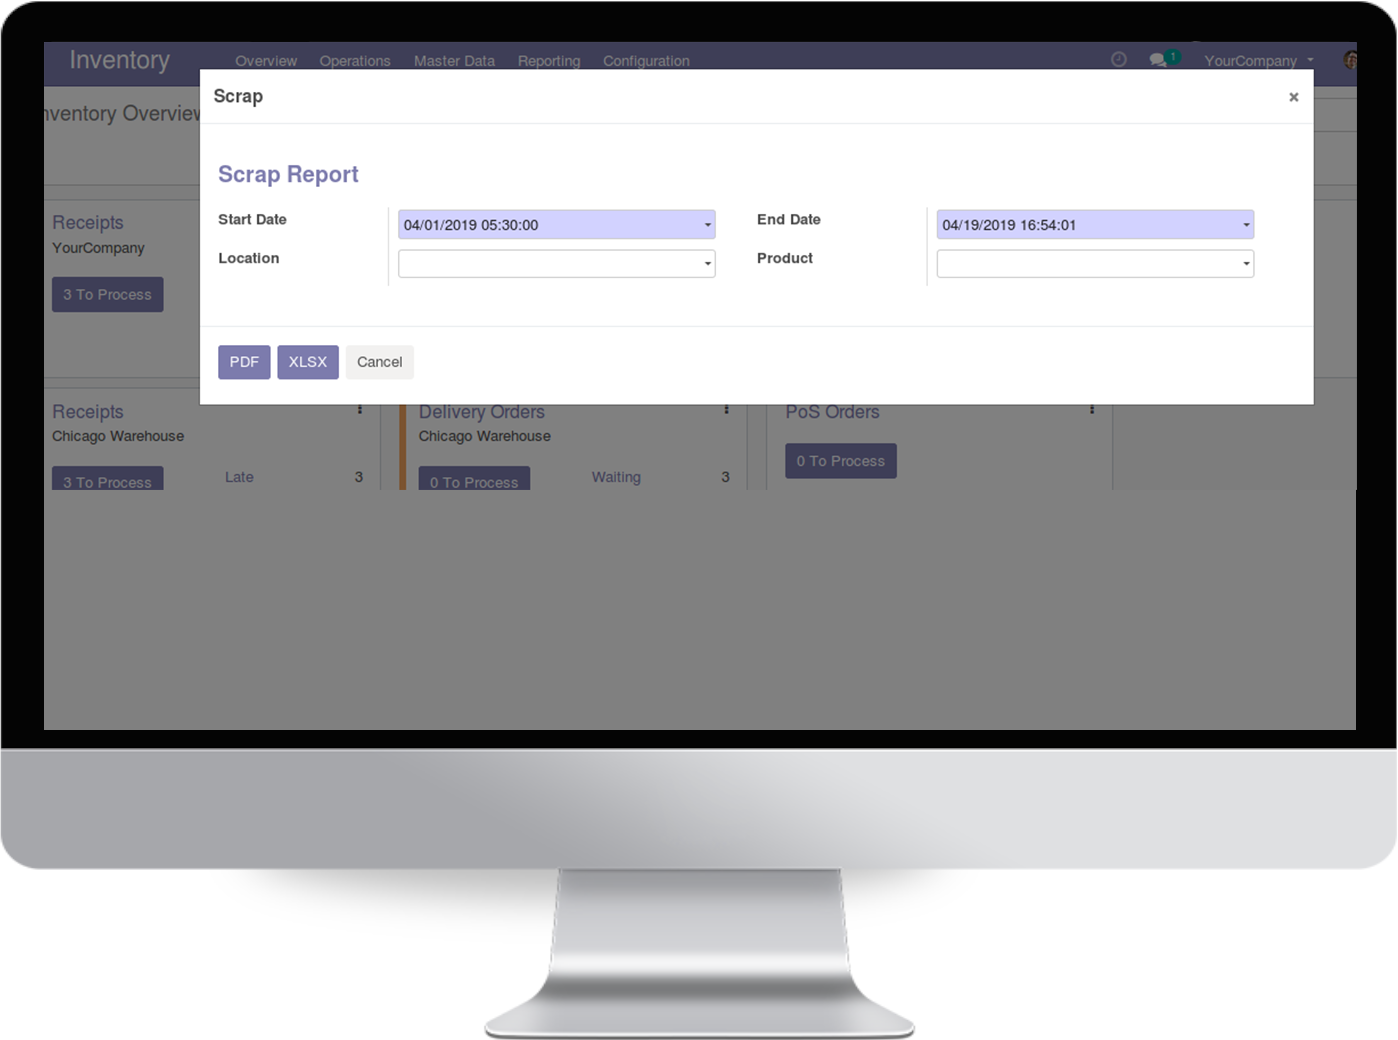 Inventory Overview Operations Master Data Reporting Configuration 1 YourCompany
Scrap ×
nventory Overview
Scrap Report
Start Date 04/01/2019 05:30:00 End Date 04/19/2019 16:54:01
Location Product
PDF XLSX Cancel
Receipts
YourCompany
3 To Process
Receipts Delivery Orders PoS Orders
Chicago Warehouse Chicago Warehouse
3 To Process Late 3 0 To Process Waiting 3 0 To Process